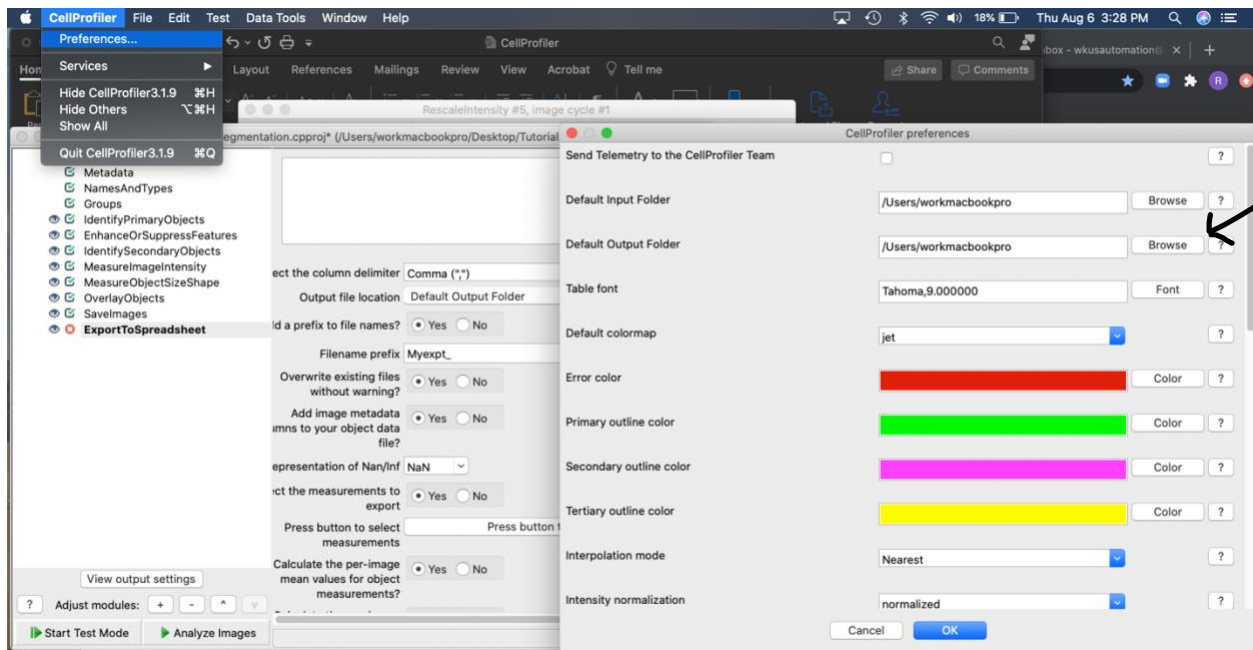 CellProfiler File Edit Test Data Tools Window Help 18% Thu Aug 6 3:28 PM
Preferences...
Services
Hide CellProfiler3.1.9 ⌘H
Hide Others ⌥⌘H
Show All
Quit CellProfiler3.1.9 ⌘Q
CellProfiler
Layout References Mailings Review View Acrobat Tell me Share Comments
box - wkusautomation
R
RescaleIntensity #5, image cycle #1
egmentation.cpproj* (/Users/workmacbookpro/Desktop/Tutorial
Metadata
NamesAndTypes
Groups
IdentifyPrimaryObjects
EnhanceOrSuppressFeatures
IdentifySecondaryObjects
MeasureImageIntensity
MeasureObjectSizeShape
OverlayObjects
SaveImages
ExportToSpreadsheet
View output settings
? Adjust modules: + - ^ v
Start Test Mode Analyze Images
ect the column delimiter Comma (",")
Output file location Default Output Folder
d a prefix to file names? Yes No
Filename prefix Myexpt_
Overwrite existing files
without warning? Yes No
Add image metadata
umns to your object data
file? Yes No
epresentation of Nan/Inf NaN
ect the measurements to
export Yes No
Press button to select
measurements Press button t
Calculate the per-image
mean values for object
measurements? Yes No
CellProfiler preferences
Send Telemetry to the CellProfiler Team ?
Default Input Folder /Users/workmacbookpro Browse ?
Default Output Folder /Users/workmacbookpro Browse ?
Table font Tahoma,9.000000 Font ?
Default colormap jet ?
Error color Color ?
Primary outline color Color ?
Secondary outline color Color ?
Tertiary outline color Color ?
Interpolation mode Nearest ?
Intensity normalization normalized ?
Cancel OK